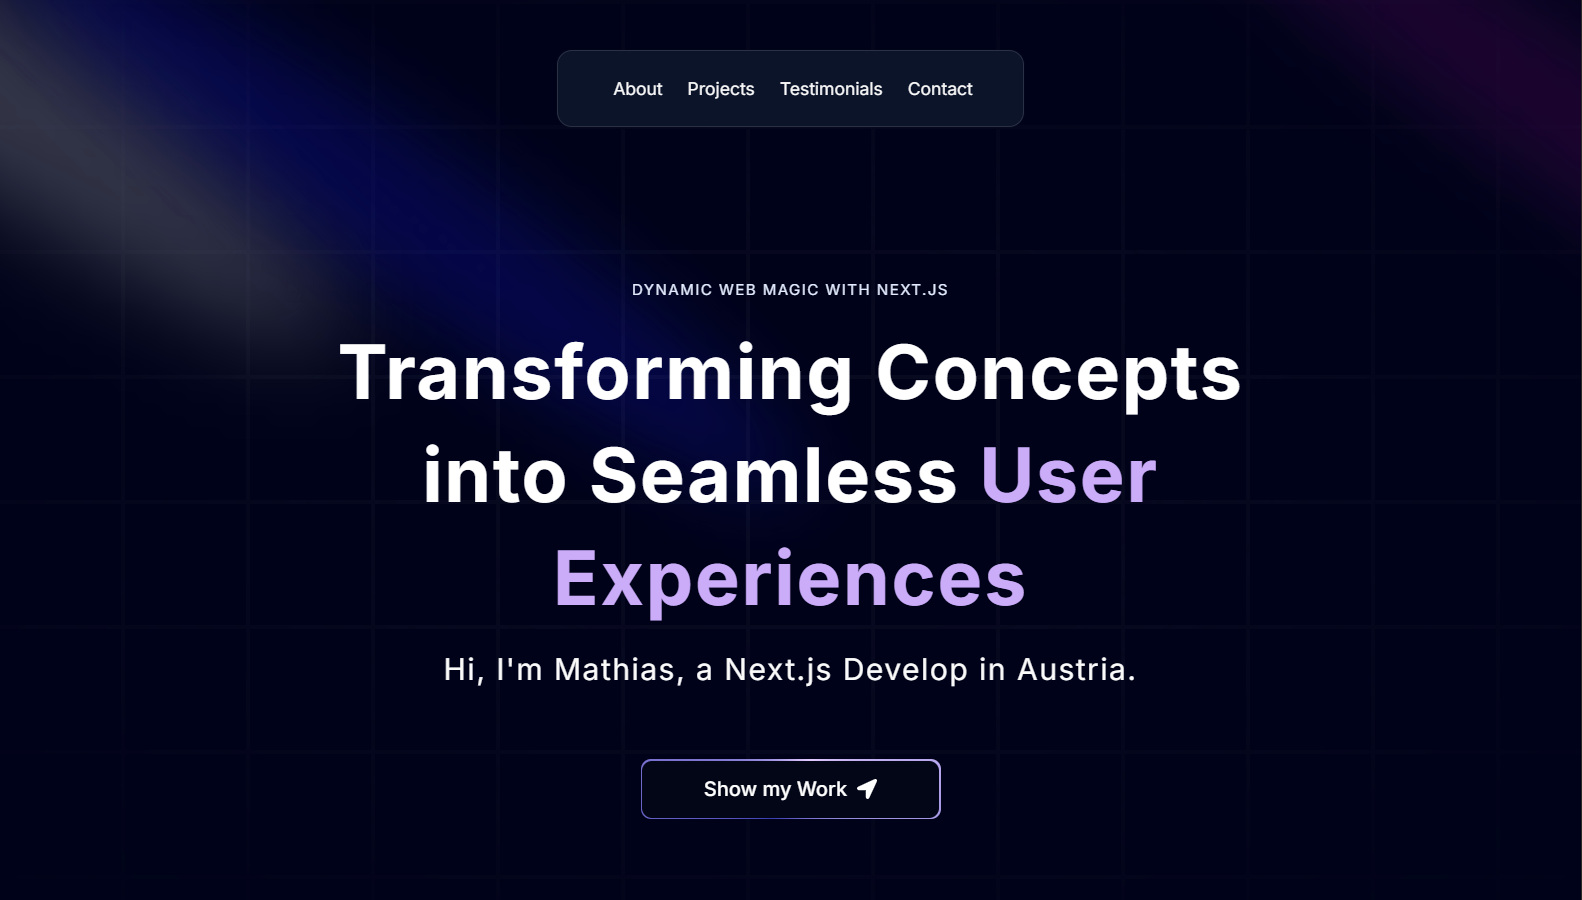 About Projects Testimonials Contact
DYNAMIC WEB MAGIC WITH NEXT.JS
Transforming Concepts
into Seamless User
Experiences
Hi, I'm Mathias, a Next.js Develop in Austria.
Show my Work